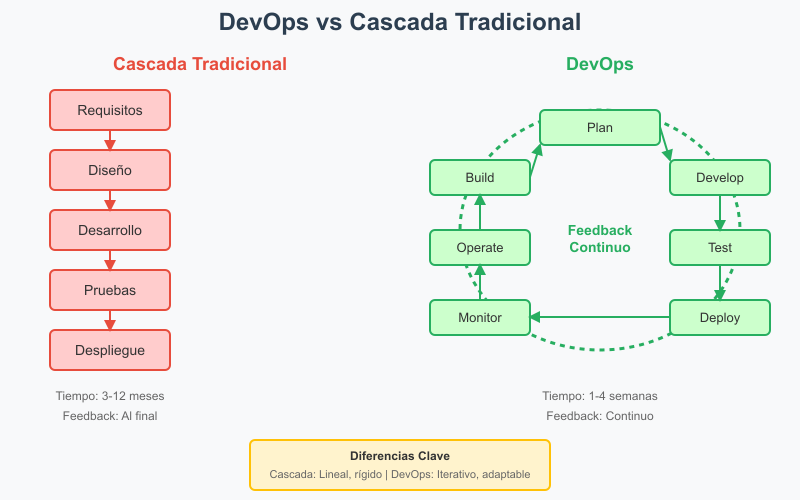 DevOps vs Cascada Tradicional
Cascada Tradicional
Requisitos
Diseño
Desarrollo
Pruebas
Despliegue
Tiempo: 3-12 meses
Feedback: Al final
DevOps
Plan
Build
Develop
Feedback
Continuo
Operate
Test
Monitor
Deploy
Tiempo: 1-4 semanas
Feedback: Continuo
Diferencias Clave
Cascada: Lineal, rígido | DevOps: Iterativo, adaptable